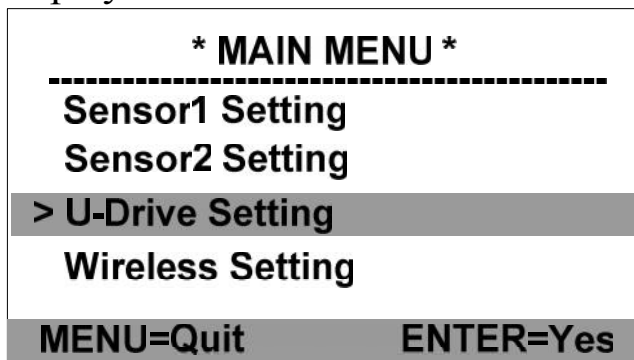 * MAIN MENU *
Sensor1 Setting
Sensor2 Setting
> U-Drive Setting
Wireless Setting
MENU=Quit ENTER=Yes